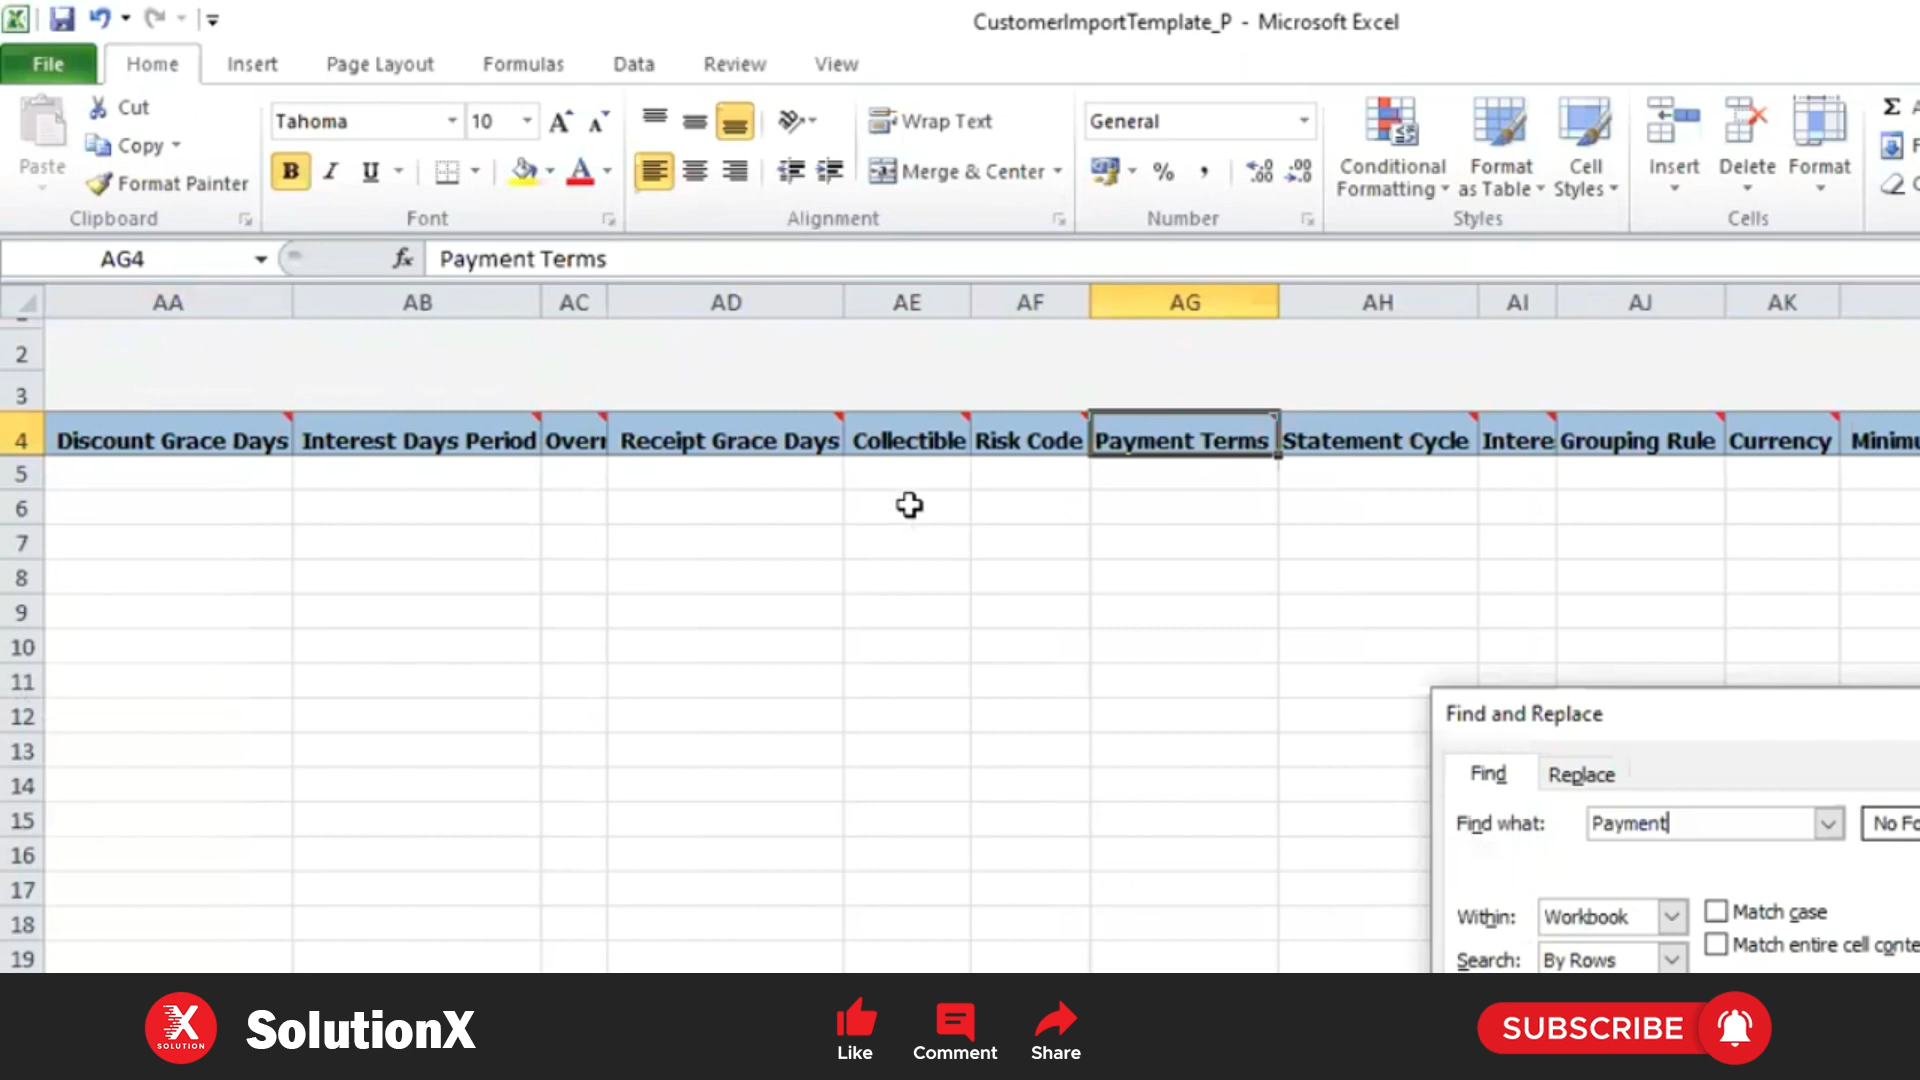 CustomerImportTemplate_P - Microsoft Excel
File Home Insert Page Layout Formulas Data Review View
Paste
Cut
Copy
Format Painter
Clipboard
Tahoma 10
B I U
Font
Wrap Text
Merge & Center
Alignment
General
% ,
Number
Conditional Formatting
Format as Table
Cell Styles
Styles
Insert Delete Format
Cells
Σ
AG4 fx Payment Terms
AA AB AC AD AE AF AG AH AI AJ AK
2
3
4 Discount Grace Days Interest Days Period Overr Receipt Grace Days Collectible Risk Code Payment Terms Statement Cycle Intere Grouping Rule Currency Minimu
5
6
7
8
9
10
11
12
13
14
15
16
17
18
19
Find and Replace
Find Replace
Find what: Payment No Fo
Within: Workbook Match case
Match entire cell conte
Search: By Rows
X
SOLUTION
SolutionX
Like Comment Share
SUBSCRIBE